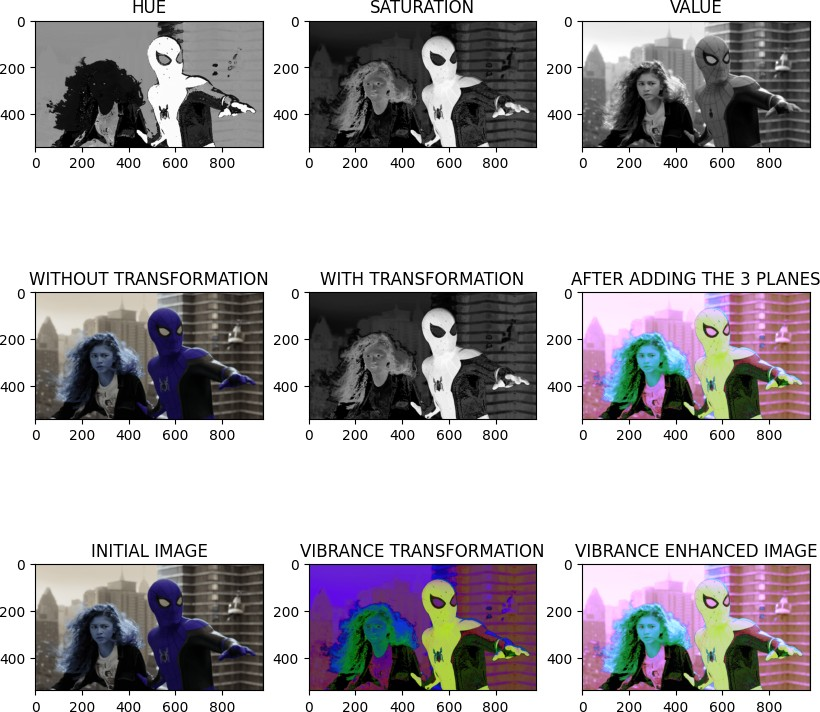 HUE SATURATION VALUE
0 0 0
200 200 200
400 400 400
0 200 400 600 800 0 200 400 600 800 0 200 400 600 800
WITHOUT TRANSFORMATION WITH TRANSFORMATION AFTER ADDING THE 3 PLANES
0 0 0
200 200 200
400 400 400
0 200 400 600 800 0 200 400 600 800 0 200 400 600 800
INITIAL IMAGE VIBRANCE TRANSFORMATION VIBRANCE ENHANCED IMAGE
0 0 0
200 200 200
400 400 400
0 200 400 600 800 0 200 400 600 800 0 200 400 600 800